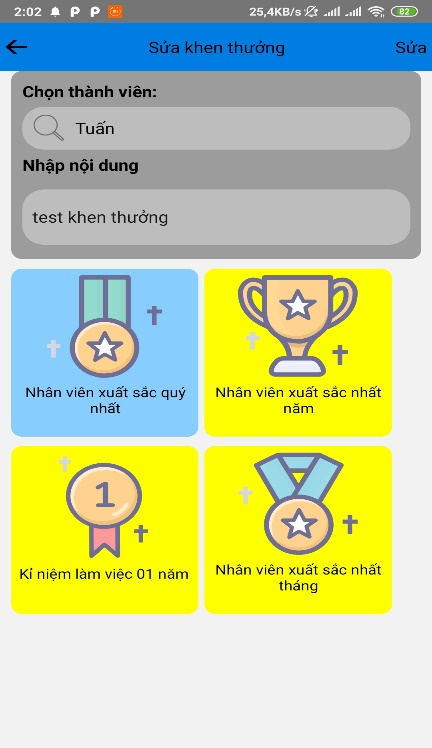 2:02
25,4KB/s
82
Sửa khen thưởng
Sửa
Chọn thành viên:
Tuấn
Nhập nội dung
test khen thưởng
Nhân viên xuất sắc quý
nhất
Nhân viên xuất sắc nhất
năm
1
Kỉ niệm làm việc 01 năm
Nhân viên xuất sắc nhất
tháng